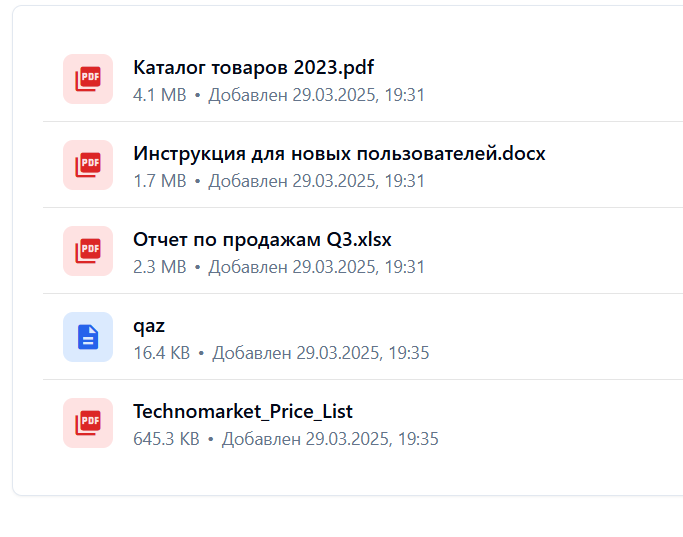 PDF
Каталог товаров 2023.pdf
4.1 MB • Добавлен 29.03.2025, 19:31
PDF
Инструкция для новых пользователей.docx
1.7 MB • Добавлен 29.03.2025, 19:31
PDF
Отчет по продажам Q3.xlsx
2.3 MB • Добавлен 29.03.2025, 19:31
qaz
16.4 KB • Добавлен 29.03.2025, 19:35
PDF
Technomarket_Price_List
645.3 KB • Добавлен 29.03.2025, 19:35